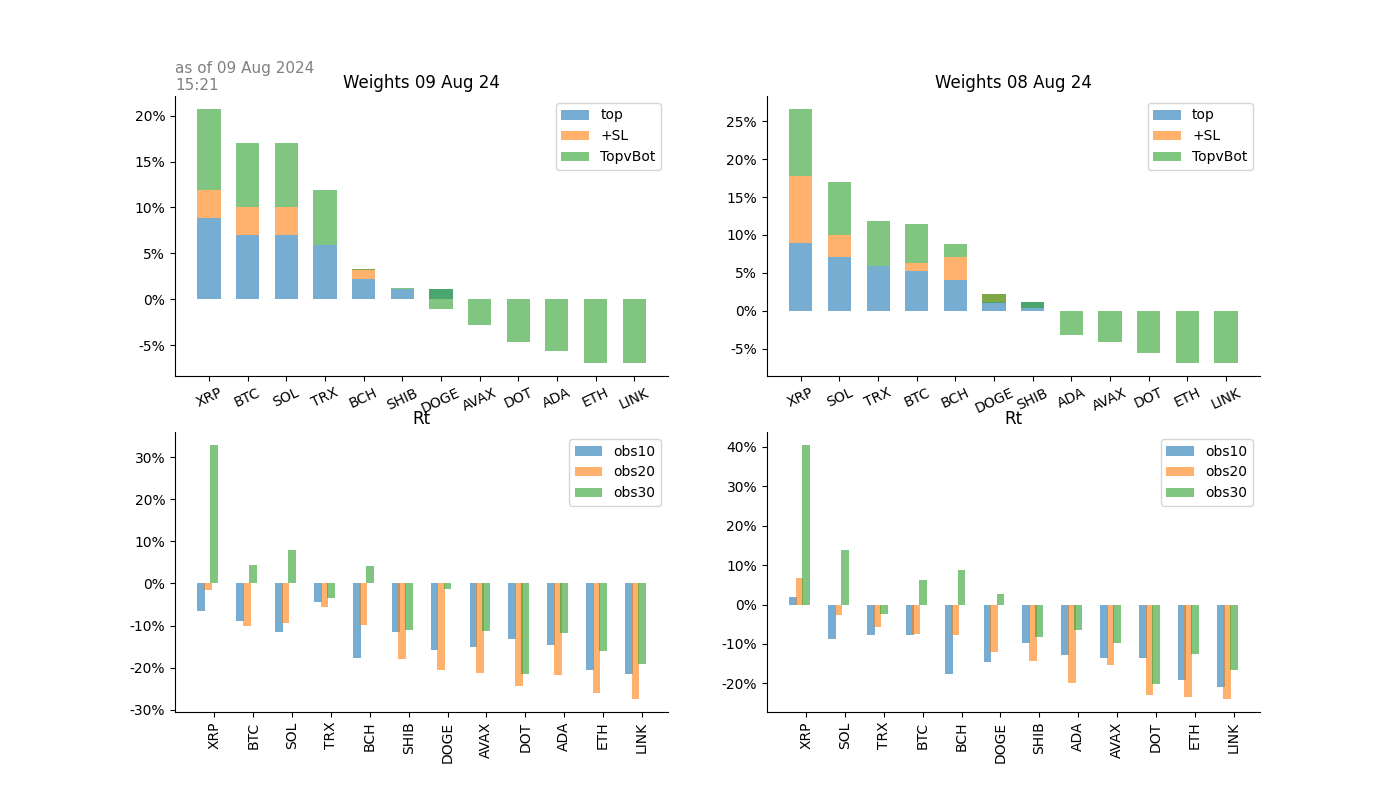 as of 09 Aug 2024
15:21
Weights 09 Aug 24
20%
15%
10%
5%
0%
-5%
top
+SL
TopvBot
XRP BTC SOL TRX BCH SHIB DOGE AVAX DOT ADA ETH LINK
Weights 08 Aug 24
25%
20%
15%
10%
5%
0%
-5%
top
+SL
TopvBot
XRP SOL TRX BTC BCH DOGE SHIB ADA AVAX DOT ETH LINK
Rt
30%
20%
10%
0%
-10%
-20%
-30%
obs10
obs20
obs30
XRP BTC SOL TRX BCH SHIB DOGE AVAX DOT ADA ETH LINK
Rt
40%
30%
20%
10%
0%
-10%
-20%
obs10
obs20
obs30
XRP SOL TRX BTC BCH DOGE SHIB ADA AVAX DOT ETH LINK